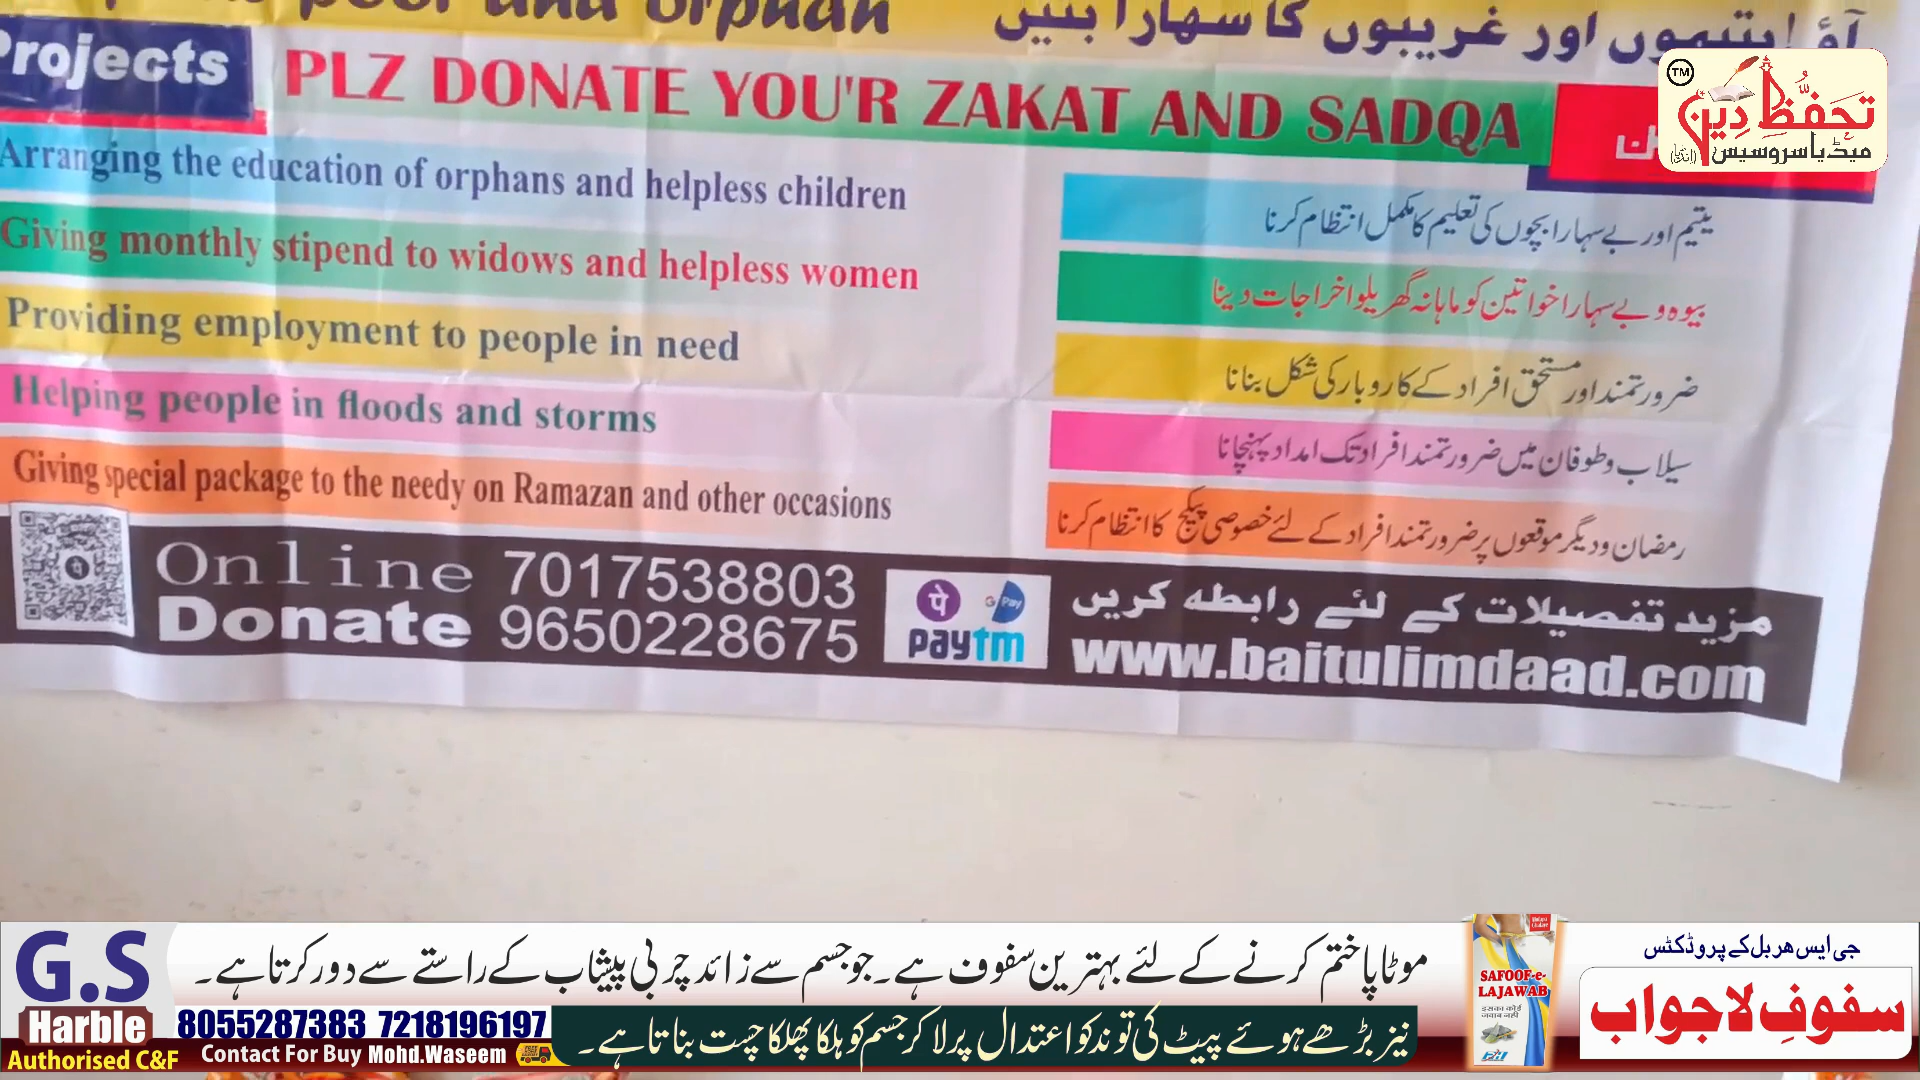 poor and orphan
آؤ یتیموں اور غریبوں کا سہارا بنیں
Projects
PLZ DONATE YOU'R ZAKAT AND SADQA
TM
تحفظِ دین
میڈیا سروسیس (انڈیا)
Arranging the education of orphans and helpless children
یتیم اور بے سہارا بچوں کی تعلیم کا مکمل انتظام کرنا
Giving monthly stipend to widows and helpless women
بیوہ و بے سہارا خواتین کو ماہانہ گھریلو اخراجات دینا
Providing employment to people in need
ضرورتمند اور مستحق افراد کے کاروبار کی شکل بنانا
Helping people in floods and storms
سیلاب و طوفان میں ضرورتمند افراد تک امداد پہنچانا
Giving special package to the needy on Ramazan and other occasions
رمضان و دیگر موقعوں پر ضرورتمند افراد کے لئے خصوصی پیکج کا انتظام کرنا
Online Donate
7017538803
9650228675
पे
G Pay
paytm
مزید تفصیلات کے لئے رابطہ کریں
www.baitulimdaad.com
G.S
Harble
Authorised C&F
موٹاپا ختم کرنے کے لئے بہترین سفوف ہے۔ جو جسم سے زائد چربی پیشاب کے راستے سے دور کرتا ہے۔
8055287383 7218196197
Contact For Buy Mohd.Waseem
نیز بڑھے ہوئے پیٹ کی توند کو اعتدال پر لا کر جسم کو ہلکا پھلکا چست بناتا ہے۔
SAFOOF-e-LAJAWAB
جی ایس ھربل کے پروڈکٹس
سفوفِ لاجواب